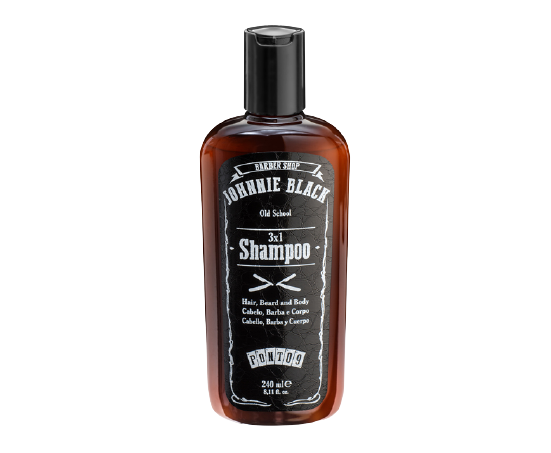 BARBER SHOP
JOHNNIE BLACK
Old School
3x1
Shampoo
Hair, Beard and Body
Cabelo, Barba e Corpo
Cabello, Barba y Cuerpo
PONTO9
240 ml ℮
8,11 fl. oz.